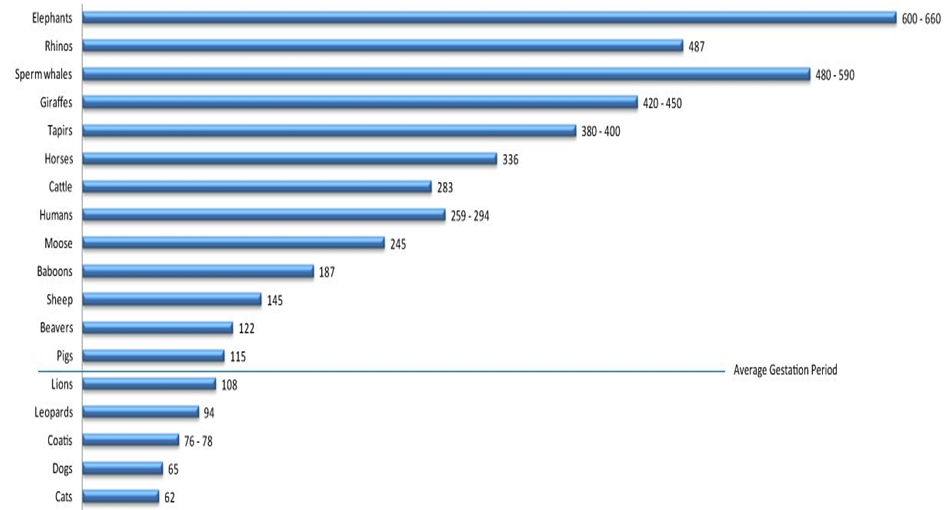 Elephants 600 - 660
Rhinos 487
Sperm whales 480 - 590
Giraffes 420 - 450
Tapirs 380 - 400
Horses 336
Cattle 283
Humans 259 - 294
Moose 245
Baboons 187
Sheep 145
Beavers 122
Pigs 115
Average Gestation Period
Lions 108
Leopards 94
Coatis 76 - 78
Dogs 65
Cats 62